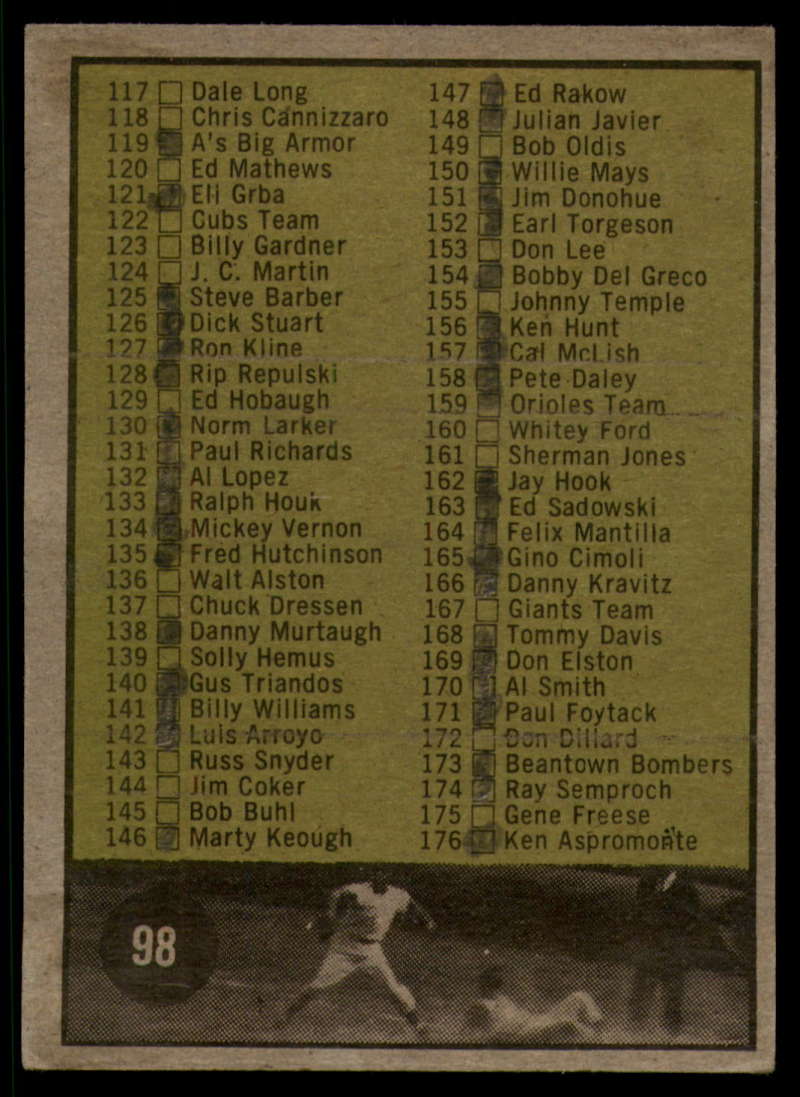 117 Dale Long
118 Chris Cannizzaro
119 A's Big Armor
120 Ed Mathews
121 Eli Grba
122 Cubs Team
123 Billy Gardner
124 J. C. Martin
125 Steve Barber
126 Dick Stuart
127 Ron Kline
128 Rip Repulski
129 Ed Hobaugh
130 Norm Larker
131 Paul Richards
132 Al Lopez
133 Ralph Houk
134 Mickey Vernon
135 Fred Hutchinson
136 Walt Alston
137 Chuck Dressen
138 Danny Murtaugh
139 Solly Hemus
140 Gus Triandos
141 Billy Williams
142 Luis Arroyo
143 Russ Snyder
144 Jim Coker
145 Bob Buhl
146 Marty Keough
147 Ed Rakow
148 Julian Javier
149 Bob Oldis
150 Willie Mays
151 Jim Donohue
152 Earl Torgeson
153 Don Lee
154 Bobby Del Greco
155 Johnny Temple
156 Ken Hunt
157 Cal McLish
158 Pete Daley
159 Orioles Team
160 Whitey Ford
161 Sherman Jones
162 Jay Hook
163 Ed Sadowski
164 Felix Mantilla
165 Gino Cimoli
166 Danny Kravitz
167 Giants Team
168 Tommy Davis
169 Don Elston
170 Al Smith
171 Paul Foytack
172 Don Dillard
173 Beantown Bombers
174 Ray Semproch
175 Gene Freese
176 Ken Aspromonte
98